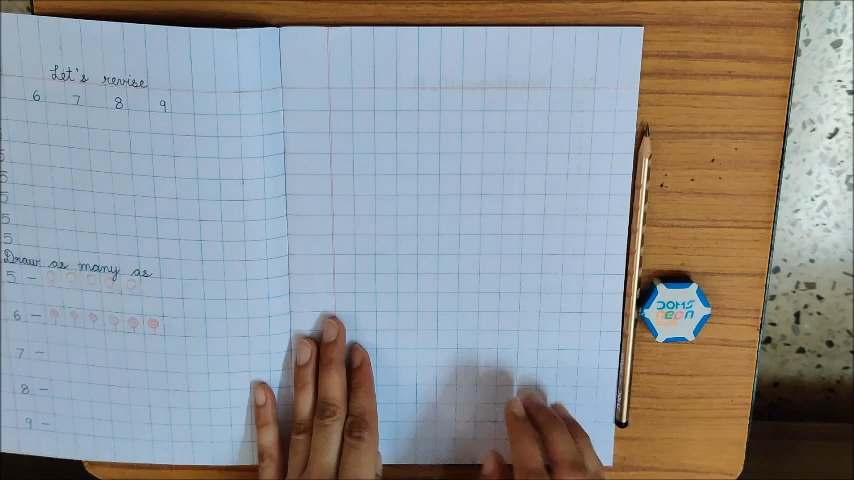 Let's revise
6 7 8 9
5
5
5
5
5
Draw as many as
5 -
6 -
7 -
8 -
9 -
DOMS
neon